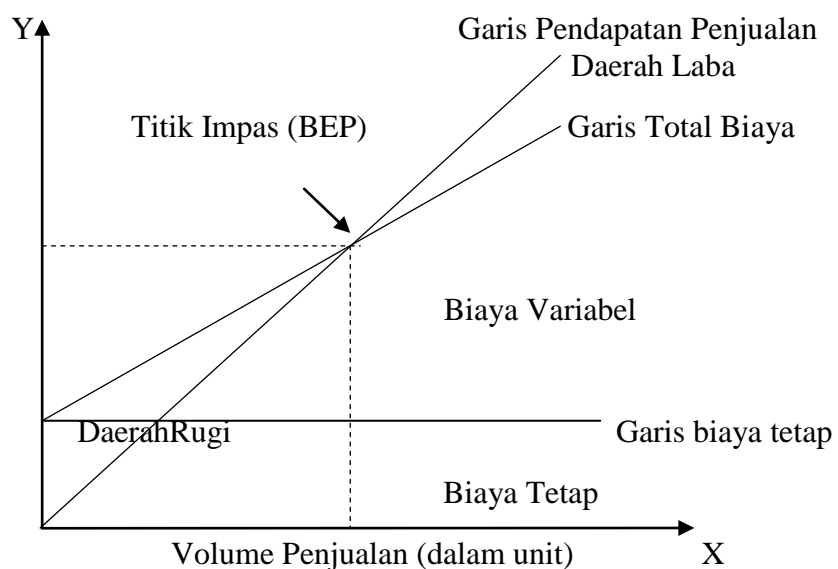 Y
Garis Pendapatan Penjualan
Daerah Laba
Titik Impas (BEP)
Garis Total Biaya
Biaya Variabel
DaerahRugi
Garis biaya tetap
Biaya Tetap
Volume Penjualan (dalam unit)
X